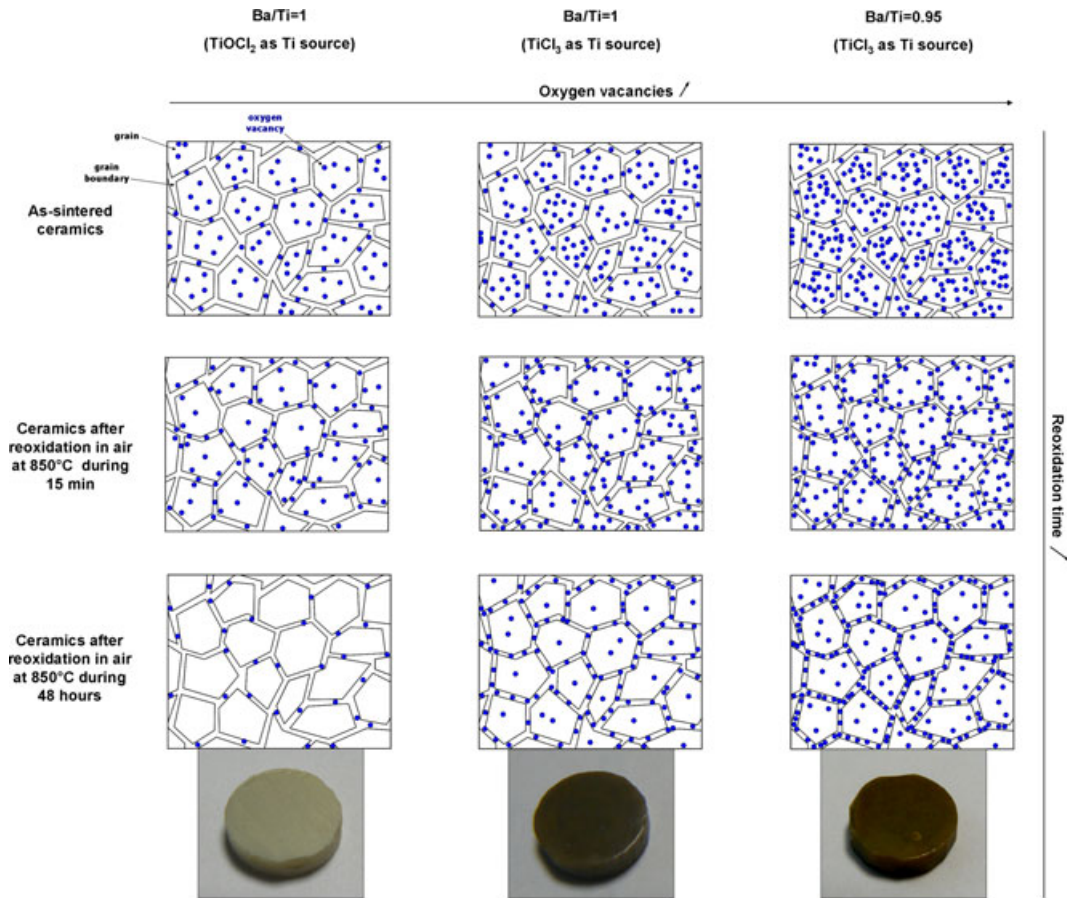 Ba/Ti=1
(TiOCl₂ as Ti source)
Ba/Ti=1
(TiCl₃ as Ti source)
Ba/Ti=0.95
(TiCl₃ as Ti source)
Oxygen vacancies
grain
oxygen
vacancy
grain
boundary
As-sintered
ceramics
Ceramics after
reoxidation in air
at 850°C during
15 min
Ceramics after
reoxidation in air
at 850°C during
48 hours
Reoxidation time